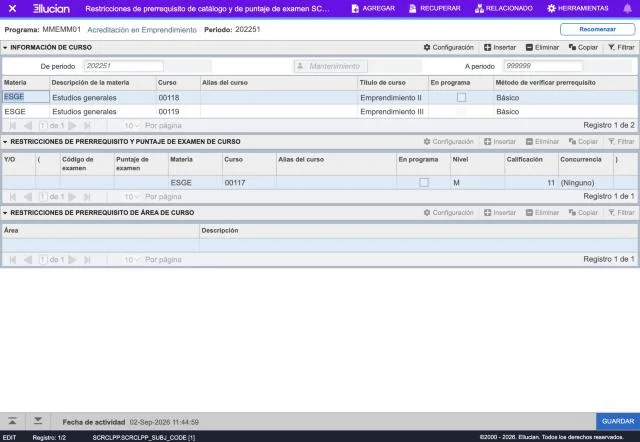 ✕ ellucian Restricciones de prerrequisito de catálogo y de puntaje de examen SC... AGREGAR RECUPERAR RELACIONADO HERRAMIENTAS
Programa: MMEMM01 Acreditación en Emprendimiento Periodo: 202251 Recomenzar
INFORMACIÓN DE CURSO Configuración Insertar Eliminar Copiar Filtrar
De periodo 202251 Mantenimiento A periodo 999999
Materia Descripción de la materia Curso Alias del curso Título de curso En programa Método de verificar prerrequisito
ESGE Estudios generales 00118 Emprendimiento II Básico
ESGE Estudios generales 00119 Emprendimiento III Básico
1 de 1 10 Por página Registro 1 de 2
RESTRICCIONES DE PRERREQUISITO Y PUNTAJE DE EXAMEN DE CURSO Configuración Insertar Eliminar Copiar Filtrar
Y/O ( Código de examen Puntaje de examen Materia Curso Alias del curso En programa Nivel Calificación Concurrencia )
ESGE 00117 M 11 (Ninguno)
1 de 1 10 Por página Registro 1 de 1
RESTRICCIONES DE PRERREQUISITO DE ÁREA DE CURSO Configuración Insertar Eliminar Copiar Filtrar
Área Descripción
1 de 1 10 Por página Registro 1 de 1
Fecha de actividad 02-Sep-2026 11:44:59 GUARDAR
EDIT Registro: 1/2 SCRCLPP.SCRCLPP_SUBJ_CODE [1] ©2000 - 2026. Ellucian. Todos los derechos reservados.